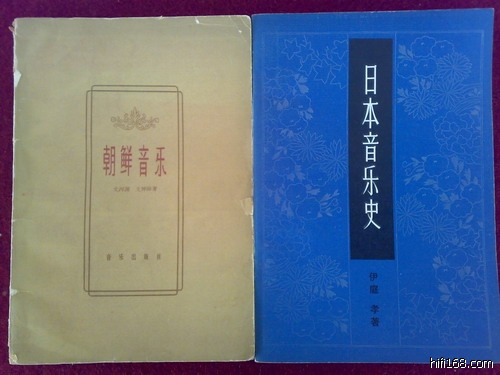 朝鲜音乐
音乐出版社
日本音乐史
伊庭 孝著
hifi168.com